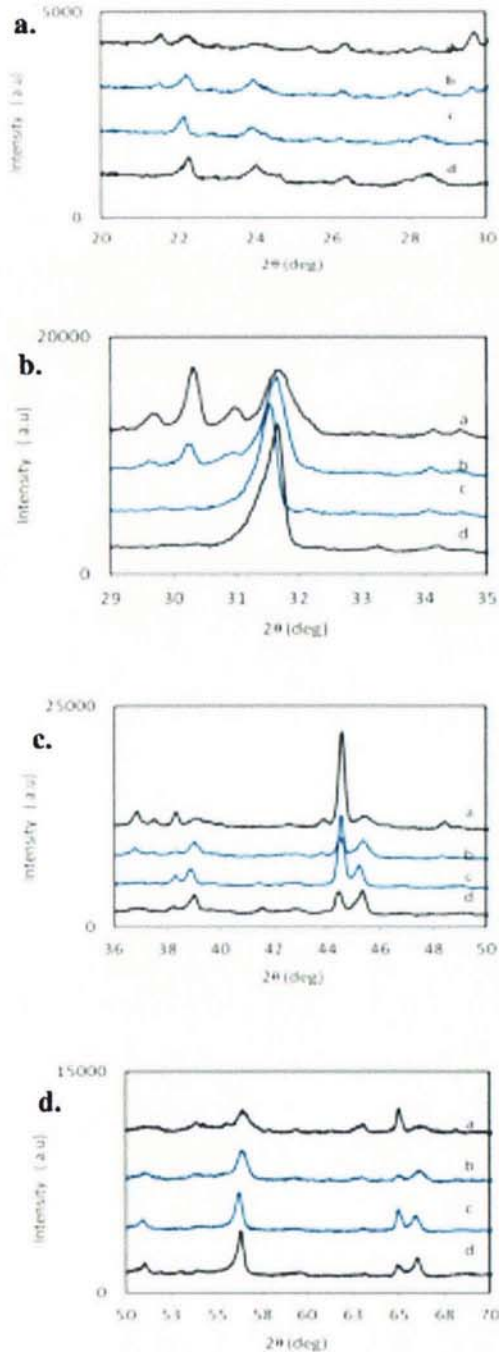 a.
5000
Intensity (a.u)
b
c
d
0
20 22 24 26 28 30
2θ(deg)
b.
20000
Intensity (a.u)
a
b
c
d
0
29 30 31 32 33 34 35
2θ(deg)
c.
25000
Intensity (a.u)
a
b
c
d
0
36 38 40 42 44 46 48 50
2θ(deg)
d.
15000
Intensity (a.u)
a
b
c
d
0
50 53 55 58 60 63 65 68 70
2θ(deg)